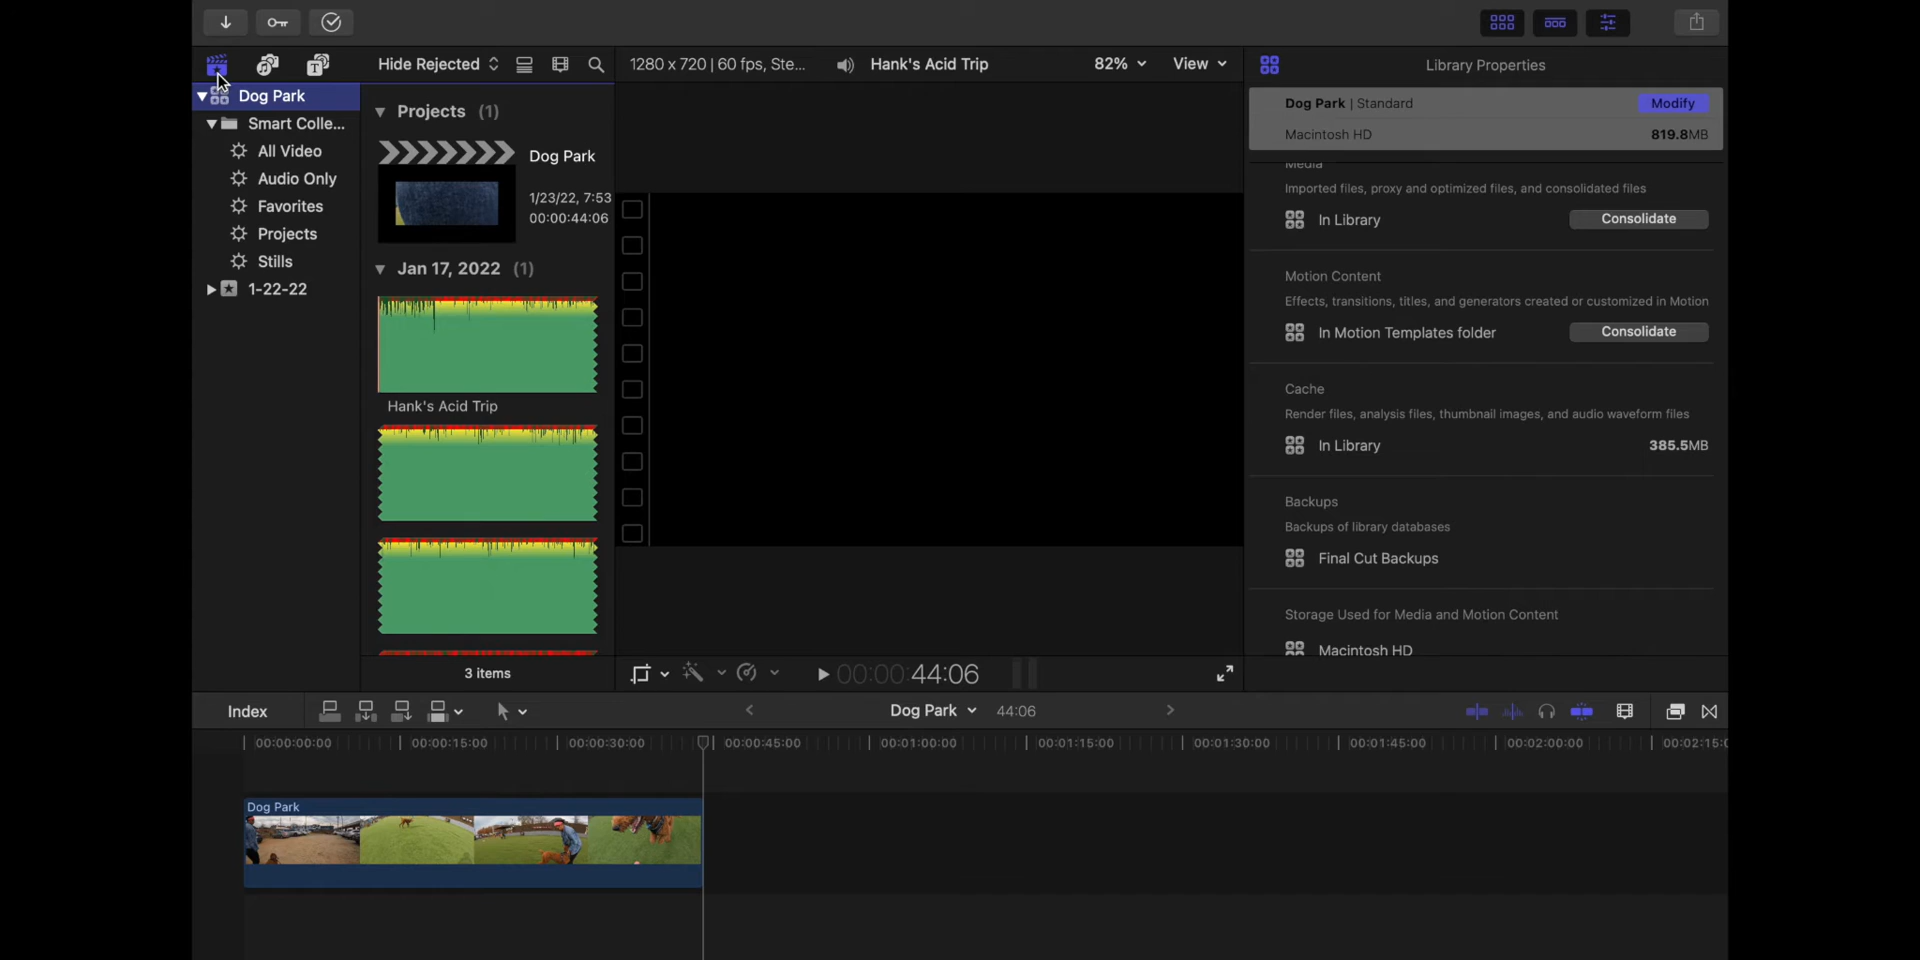 Hide Rejected
1280 x 720 | 60 fps, Ste...
Hank's Acid Trip
82%
View
Library Properties
Dog Park
Smart Colle...
All Video
Audio Only
Favorites
Projects
Stills
1-22-22
Projects (1)
Dog Park
1/23/22, 7:53
00:00:44:06
Jan 17, 2022 (1)
Hank's Acid Trip
3 items
Dog Park | Standard
Modify
Macintosh HD
819.8MB
Media
Imported files, proxy and optimized files, and consolidated files
In Library
Consolidate
Motion Content
Effects, transitions, titles, and generators created or customized in Motion
In Motion Templates folder
Consolidate
Cache
Render files, analysis files, thumbnail images, and audio waveform files
In Library
385.5MB
Backups
Backups of library databases
Final Cut Backups
Storage Used for Media and Motion Content
Macintosh HD
00:00:44:06
Index
Dog Park
44:06
00:00:00:00
00:00:15:00
00:00:30:00
00:00:45:00
00:01:00:00
00:01:15:00
00:01:30:00
00:01:45:00
00:02:00:00
00:02:15:0
Dog Park